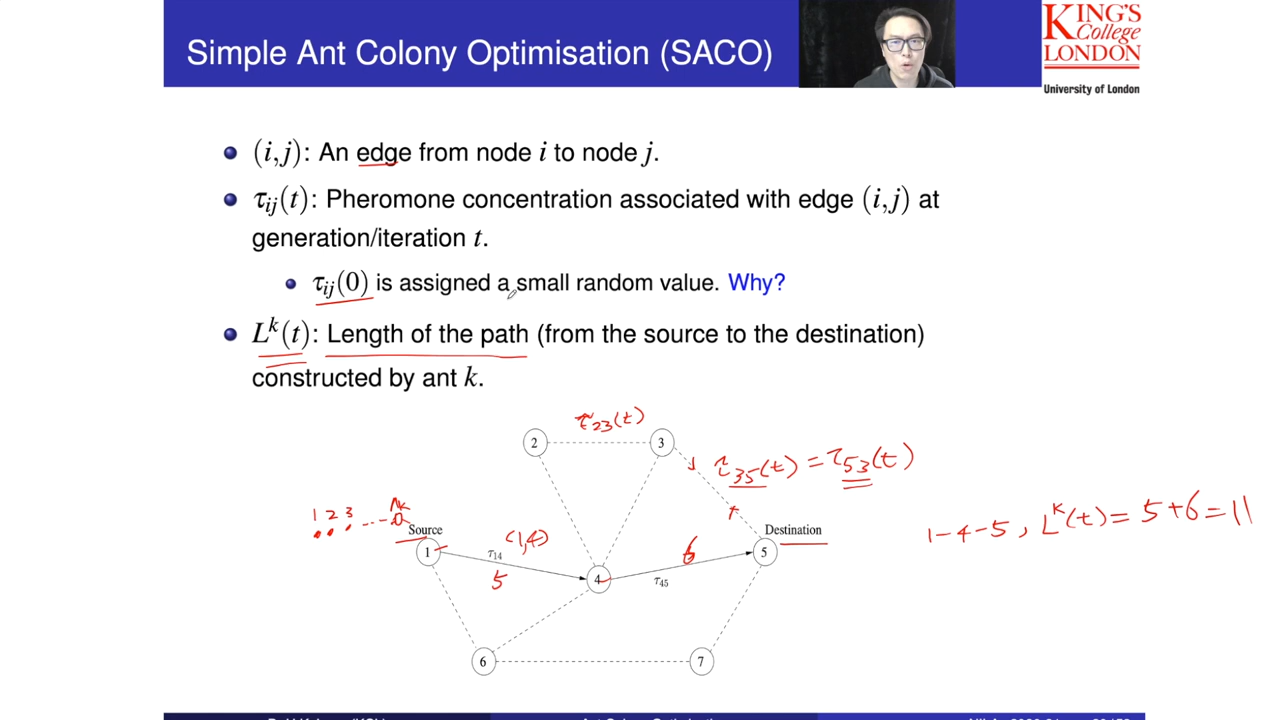 Simple Ant Colony Optimisation (SACO)
KING'S
College
LONDON
University of London
(i,j): An edge from node i to node j.
τij(t): Pheromone concentration associated with edge (i,j) at
generation/iteration t.
τij(0) is assigned a small random value. Why?
L^k(t): Length of the path (from the source to the destination)
constructed by ant k.
τ23(t)
2
3
τ35(t) = τ53(t)
1 2 3
Source
(1,4)
6
Destination
1-4-5, L^k(t) = 5+6 = 11
1
τ14
5
4
τ45
5
6
7